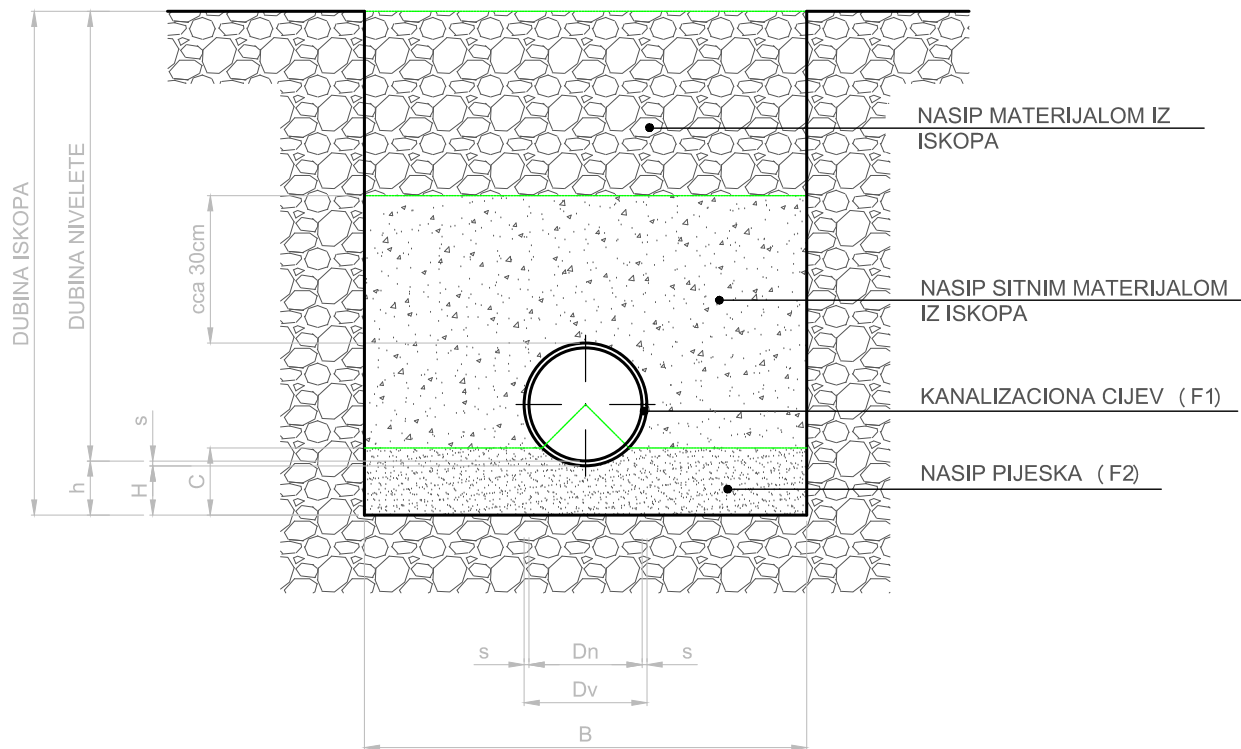 NASIP MATERIJALOM IZ
ISKOPA
NASIP SITNIM MATERIJALOM
IZ ISKOPA
KANALIZACIONA CIJEV ( F1)
NASIP PIJESKA ( F2)
DUBINA ISKOPA
DUBINA NIVELETE
cca 30cm
s
h
H
C
s
Dn
s
Dv
B